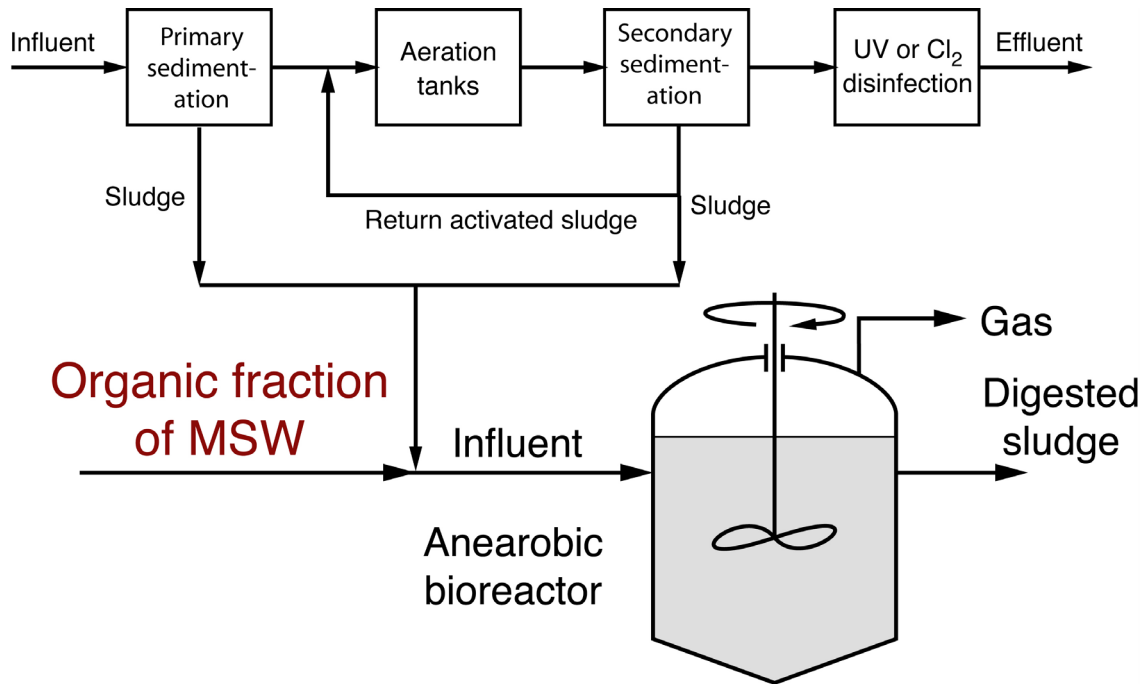 Influent
Primary
sediment-
ation
Aeration
tanks
Secondary
sediment-
ation
UV or Cl₂
disinfection
Effluent
Sludge
Return activated sludge
Sludge
Gas
Organic fraction
of MSW
Digested
sludge
Influent
Anearobic
bioreactor